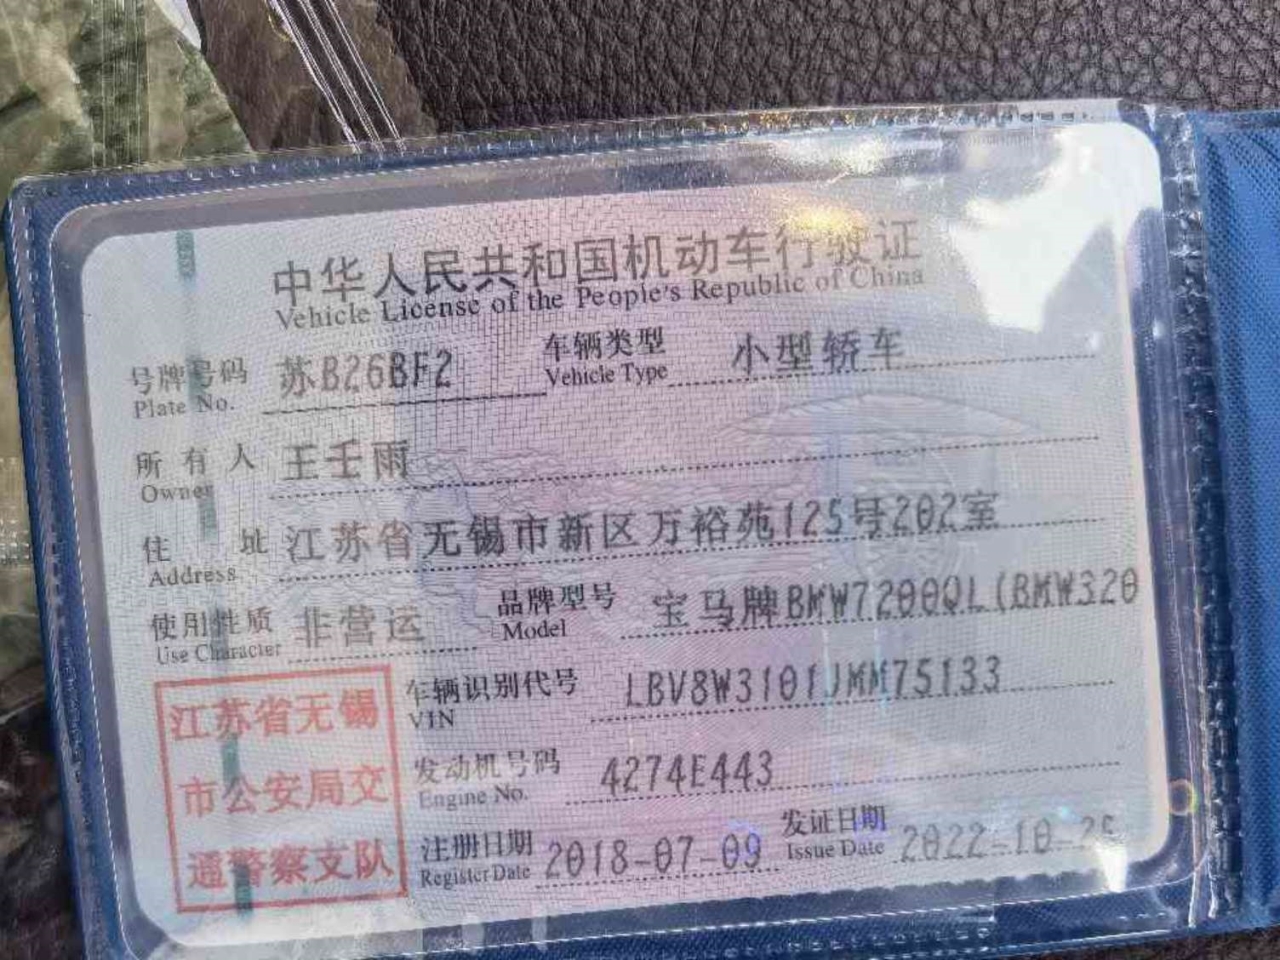 中华人民共和国机动车行驶证
Vehicle License of the People's Republic of China
号牌号码 苏B26BF2 车辆类型 小型轿车
Plate No. Vehicle Type
所有人 王壬雨
Owner
住址 江苏省无锡市新区万裕苑125号202室
Address
使用性质 非营运 品牌型号 宝马牌BMW7200QL(BMW320
Use Character Model
江苏省无锡
市公安局交
通警察支队
车辆识别代号 LBV8W3101JMM75133
VIN
发动机号码 4274E443
Engine No.
注册日期 2018-07-09 发证日期 2022-10-25
Register Date Issue Date